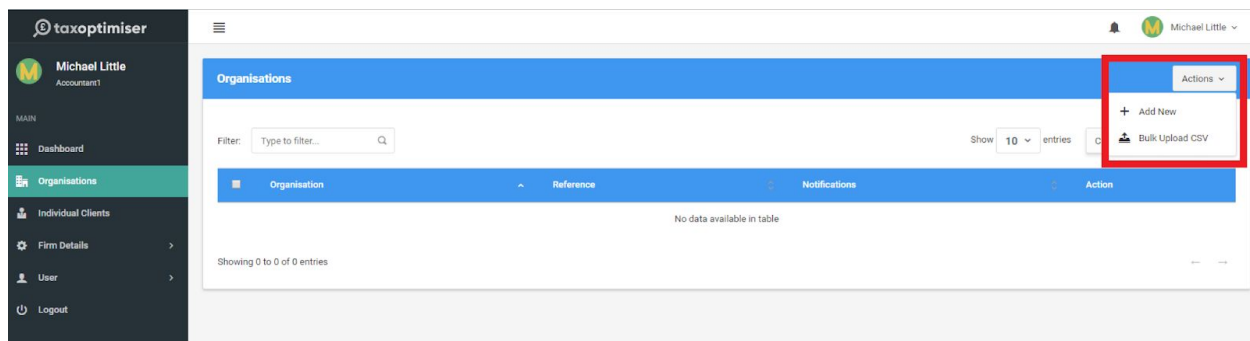 taxoptimiser
Michael Little
Michael Little
Accountant1
Organisations
Actions
Add New
Bulk Upload CSV
MAIN
Dashboard
Organisations
Individual Clients
Firm Details
User
Logout
Filter:
Type to filter...
Show 10 entries
C
Organisation
Reference
Notifications
Action
No data available in table
Showing 0 to 0 of 0 entries